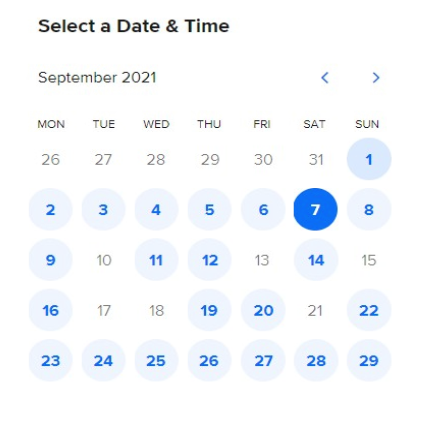 Select a Date & Time
September 2021
MON TUE WED THU FRI SAT SUN
26 27 28 29 30 31 1
2 3 4 5 6 7 8
9 10 11 12 13 14 15
16 17 18 19 20 21 22
23 24 25 26 27 28 29